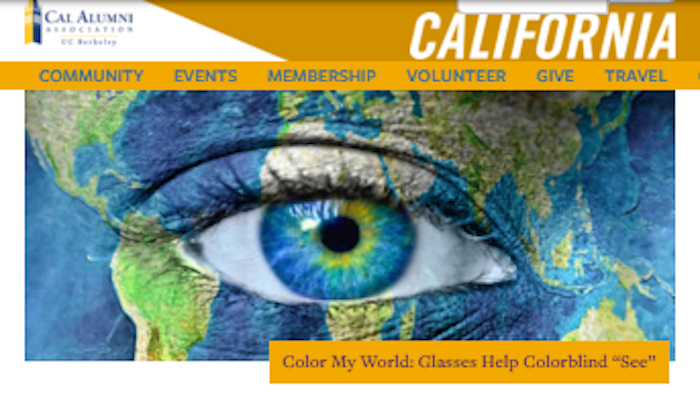 CAL ALUMNI
ASSOCIATION
UC Berkeley
CALIFORNIA
COMMUNITY EVENTS MEMBERSHIP VOLUNTEER GIVE TRAVEL
Color My World: Glasses Help Colorblind “See”